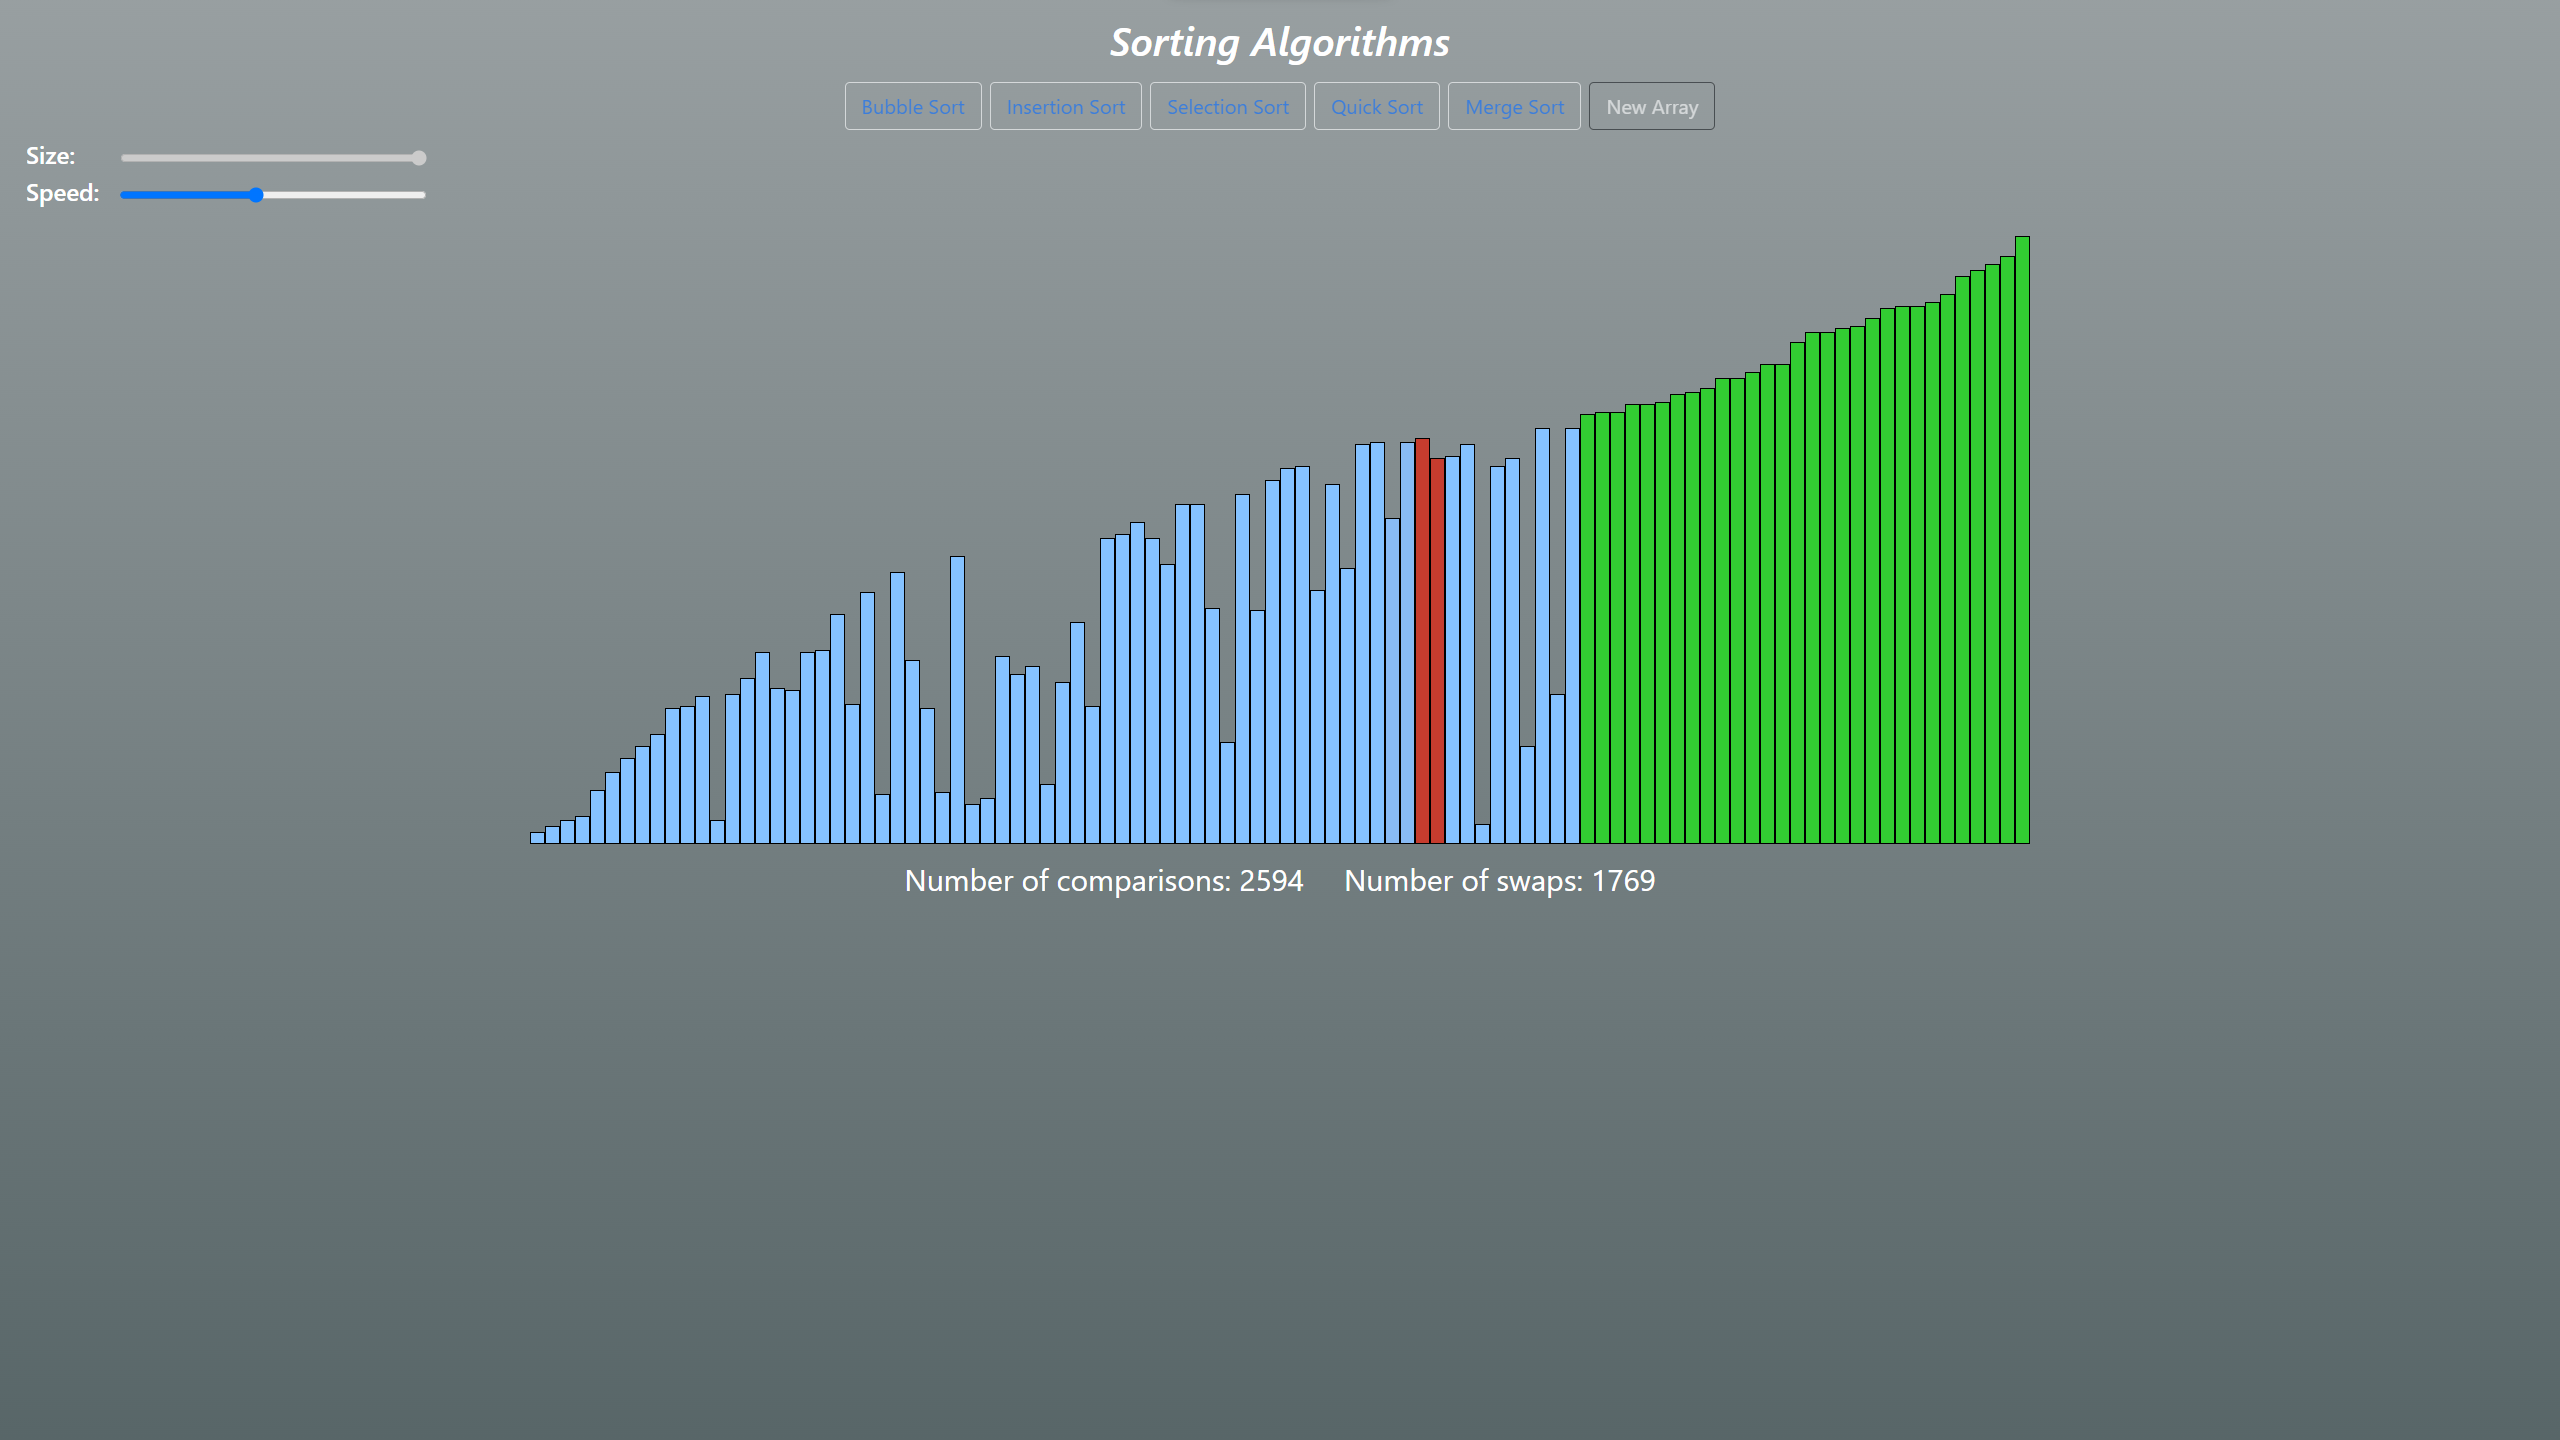 Sorting Algorithms
Bubble Sort Insertion Sort Selection Sort Quick Sort Merge Sort New Array
Size:
Speed:
Number of comparisons: 2594 Number of swaps: 1769